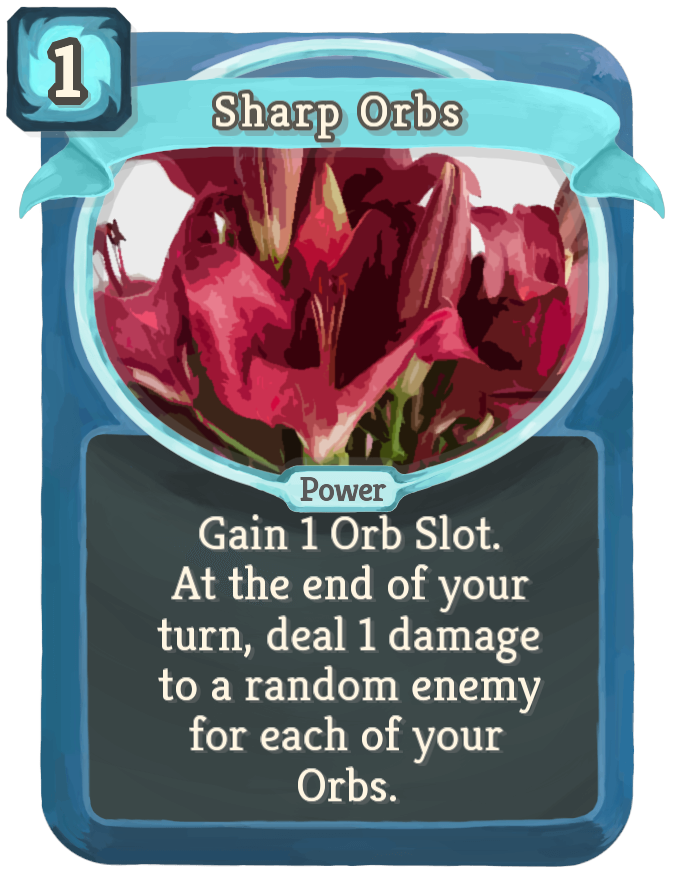 1
Sharp Orbs
Power
Gain 1 Orb Slot.
At the end of your
turn, deal 1 damage
to a random enemy
for each of your
Orbs.